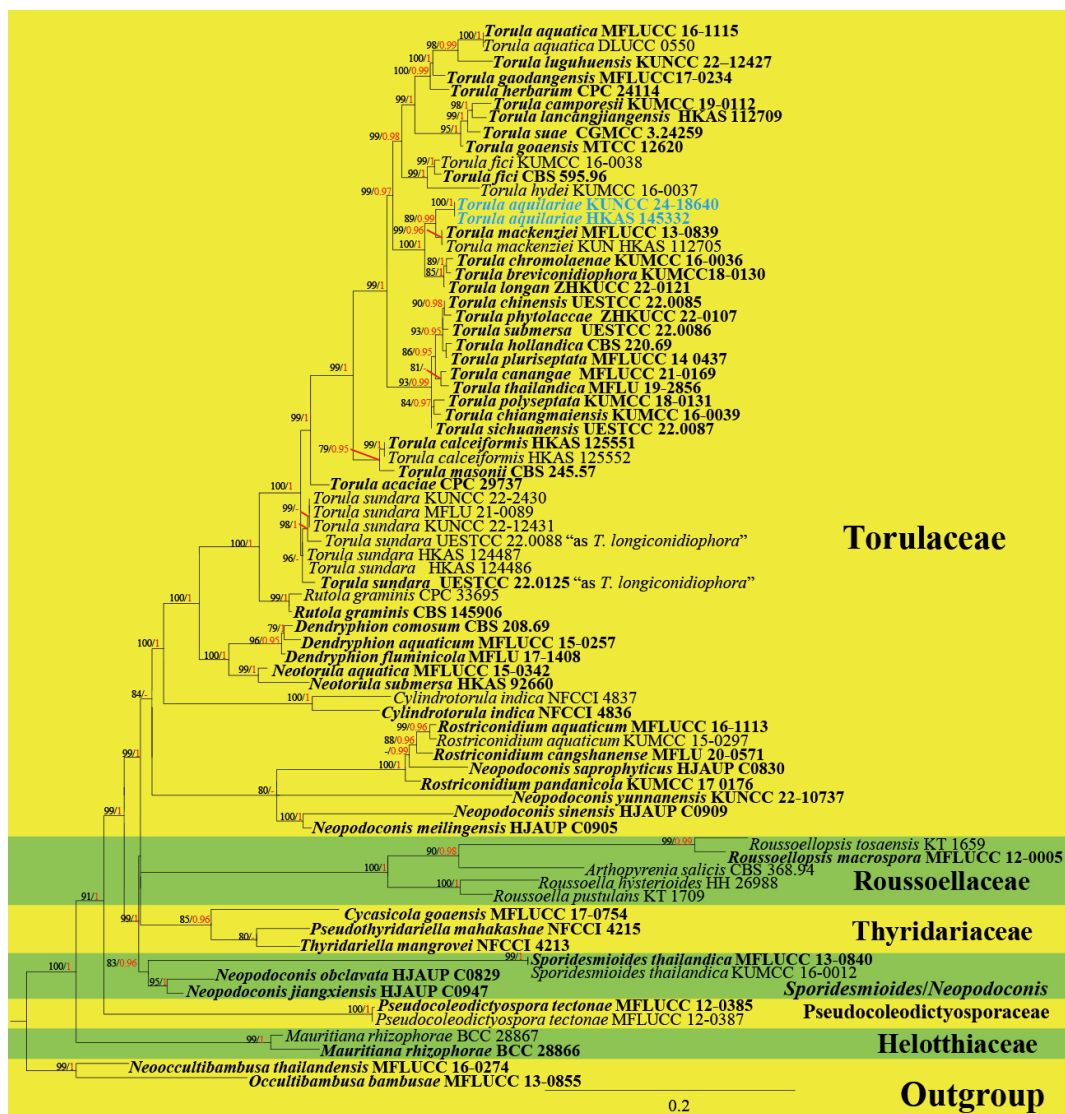 100/1 Torula aquatica MFLUCC 16-1115
98/0.99 Torula aquatica DLUCC 0550
100/1 Torula luguhuensis KUNCC 22–12427
100/0.99 Torula gaodangensis MFLUCC17-0234
Torula herbarum CPC 24114
99/1 98/1 Torula camporesii KUMCC 19-0112
99/1 Torula lancangjiangensis HKAS 112709
95/1 Torula suae CGMCC 3.24259
Torula goaensis MTCC 12620
99/0.98 99/1 Torula fici KUMCC 16-0038
99/1 Torula fici CBS 595.96
Torula hydei KUMCC 16-0037
99/0.97 100/1 Torula aquilariae KUNCC 24-18640
89/0.99 Torula aquilariae HKAS 145332
99/0.96 Torula mackenziei MFLUCC 13-0839
100/1 Torula mackenziei KUN HKAS 112705
89/1 Torula chromolaenae KUMCC 16-0036
85/1 Torula breviconidiophora KUMCC18-0130
99/1 Torula longan ZHKUCC 22-0121
90/0.98 Torula chinensis UESTCC 22.0085
Torula phytolaccae ZHKUCC 22-0107
93/0.95 Torula submersa UESTCC 22.0086
Torula hollandica CBS 220.69
86/0.95 Torula pluriseptata MFLUCC 14 0437
81/- Torula canangae MFLUCC 21-0169
99/1 93/0.99 Torula thailandica MFLU 19-2856
84/0.97 Torula polyseptata KUMCC 18-0131
Torula chiangmaiensis KUMCC 16-0039
99/1 Torula sichuanensis UESTCC 22.0087
99/1 Torula calceiformis HKAS 125551
79/0.95 Torula calceiformis HKAS 125552
Torula masonii CBS 245.57
100/1 Torula acaciae CPC 29737
Torula sundara KUNCC 22-2430
99/- Torula sundara MFLU 21-0089
98/1 Torula sundara KUNCC 22-12431
Torula sundara UESTCC 22.0088 “as T. longiconidiophora”
100/1 96/- Torula sundara HKAS 124487
Torula sundara HKAS 124486
Torula sundara UESTCC 22.0125 “as T. longiconidiophora”
Torulaceae
99/1 Rutola graminis CPC 33695
100/1 Rutola graminis CBS 145906
79/1 Dendryphion comosum CBS 208.69
96/0.95 Dendryphion aquaticum MFLUCC 15-0257
100/1 100/1 Dendryphion fluminicola MFLU 17-1408
99/1 Neotorula aquatica MFLUCC 15-0342
Neotorula submersa HKAS 92660
84/- 100/1 Cylindrotorula indica NFCCI 4837
Cylindrotorula indica NFCCI 4836
99/0.96 Rostriconidium aquaticum MFLUCC 16-1113
88/0.96 Rostriconidium aquaticum KUMCC 15-0297
99/1 -/0.99 Rostriconidium cangshanense MFLU 20-0571
100/1 Neopodoconis saprophyticus HJAUP C0830
Rostriconidium pandanicola KUMCC 17 0176
80/- Neopodoconis yunnanensis KUNCC 22-10737
99/1 100/1 Neopodoconis sinensis HJAUP C0909
Neopodoconis meilingensis HJAUP C0905
99/0.99 Roussoellopsis tosaensis KT 1659
90/0.98 Roussoellopsis macrospora MFLUCC 12-0005
100/1 Arthopyrenia salicis CBS 368.94
100/1 Roussoella hysterioides HH 26988
Roussoella pustulans KT 1709
Roussoellaceae
91/1 99/1 85/0.96 Cycasicola goaensis MFLUCC 17-0754
80/- Pseudothyridariella mahakashae NFCCI 4215
Thyridariella mangrovei NFCCI 4213
Thyridariaceae
83/0.96 99/1 Sporidesmioides thailandica MFLUCC 13-0840
Sporidesmioides thailandica KUMCC 16-0012
100/1 95/1 Neopodoconis obclavata HJAUP C0829
Neopodoconis jiangxiensis HJAUP C0947
Sporidesmioides/Neopodoconis
100/1 Pseudocoleodictyospora tectonae MFLUCC 12-0385
Pseudocoleodictyospora tectonae MFLUCC 12-0387
Pseudocoleodictyosporaceae
99/1 Mauritiana rhizophorae BCC 28867
Mauritiana rhizophorae BCC 28866
Helotthiaceae
99/1 Neooccultibambusa thailandensis MFLUCC 16-0274
Occultibambusa bambusae MFLUCC 13-0855
Outgroup
0.2